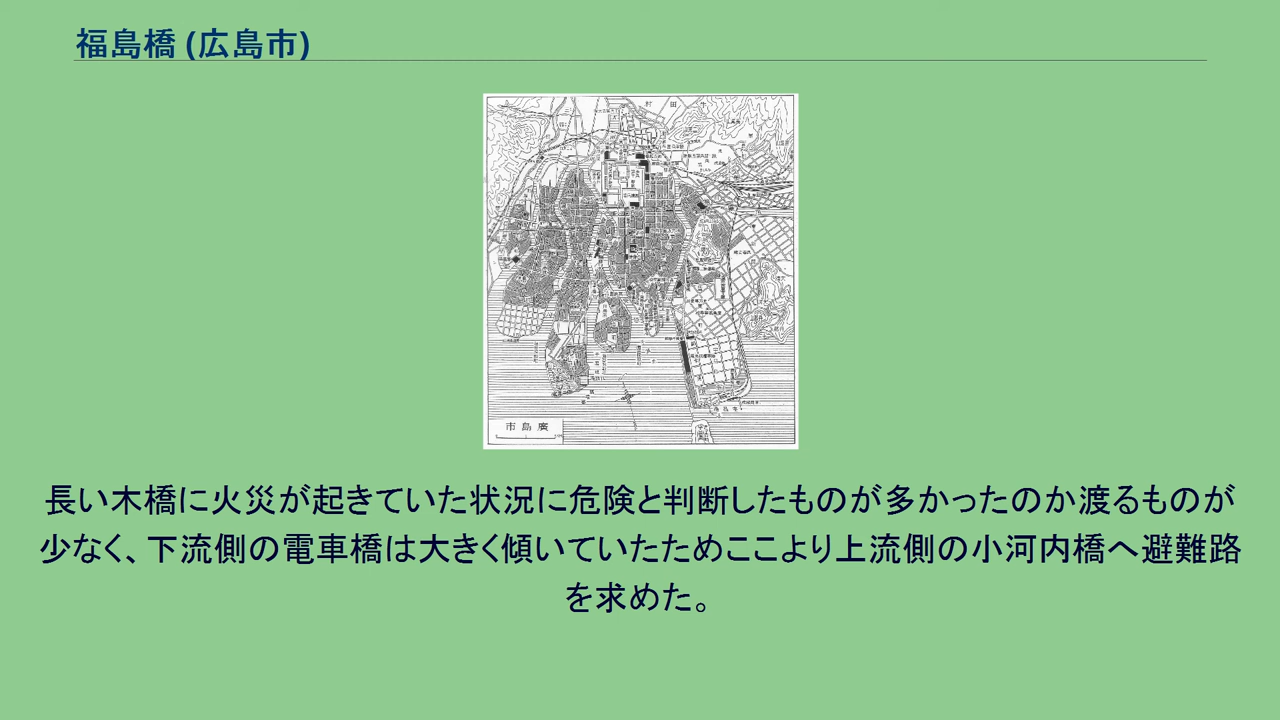 福島橋 (広島市)
市島廣
長い木橋に火災が起きていた状況に危険と判断したものが多かったのか渡るものが
少なく、下流側の電車橋は大きく傾いていたためここより上流側の小河内橋へ避難路
を求めた。